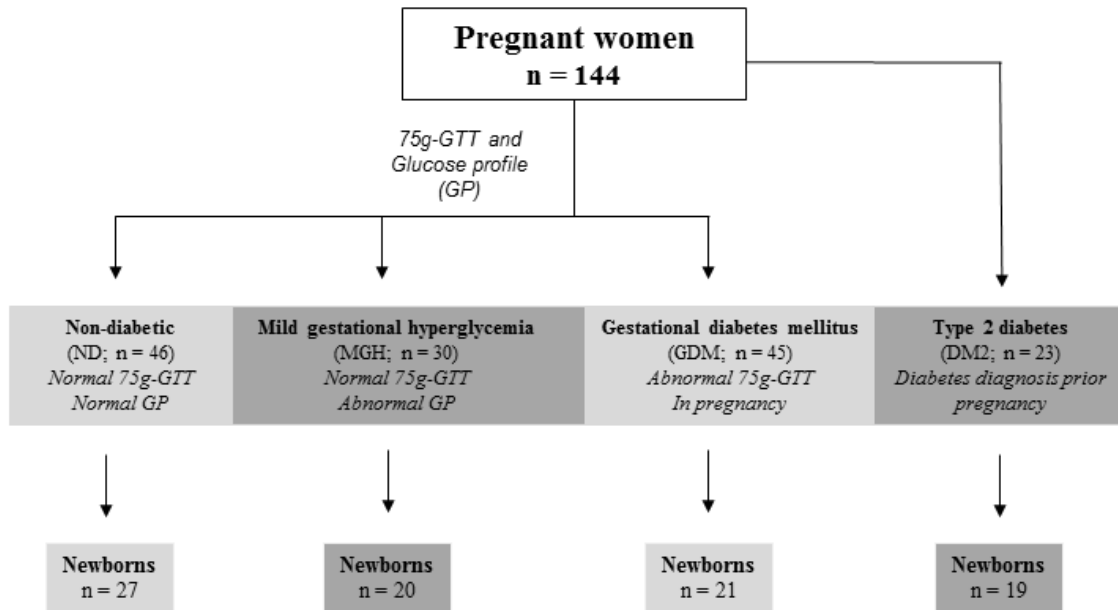 Pregnant women
n = 144
75g-GTT and
Glucose profile
(GP)
Non-diabetic
(ND; n = 46)
Normal 75g-GTT
Normal GP
Mild gestational hyperglycemia
(MGH; n = 30)
Normal 75g-GTT
Abnormal GP
Gestational diabetes mellitus
(GDM; n = 45)
Abnormal 75g-GTT
In pregnancy
Type 2 diabetes
(DM2; n = 23)
Diabetes diagnosis prior
pregnancy
Newborns
n = 27
Newborns
n = 20
Newborns
n = 21
Newborns
n = 19